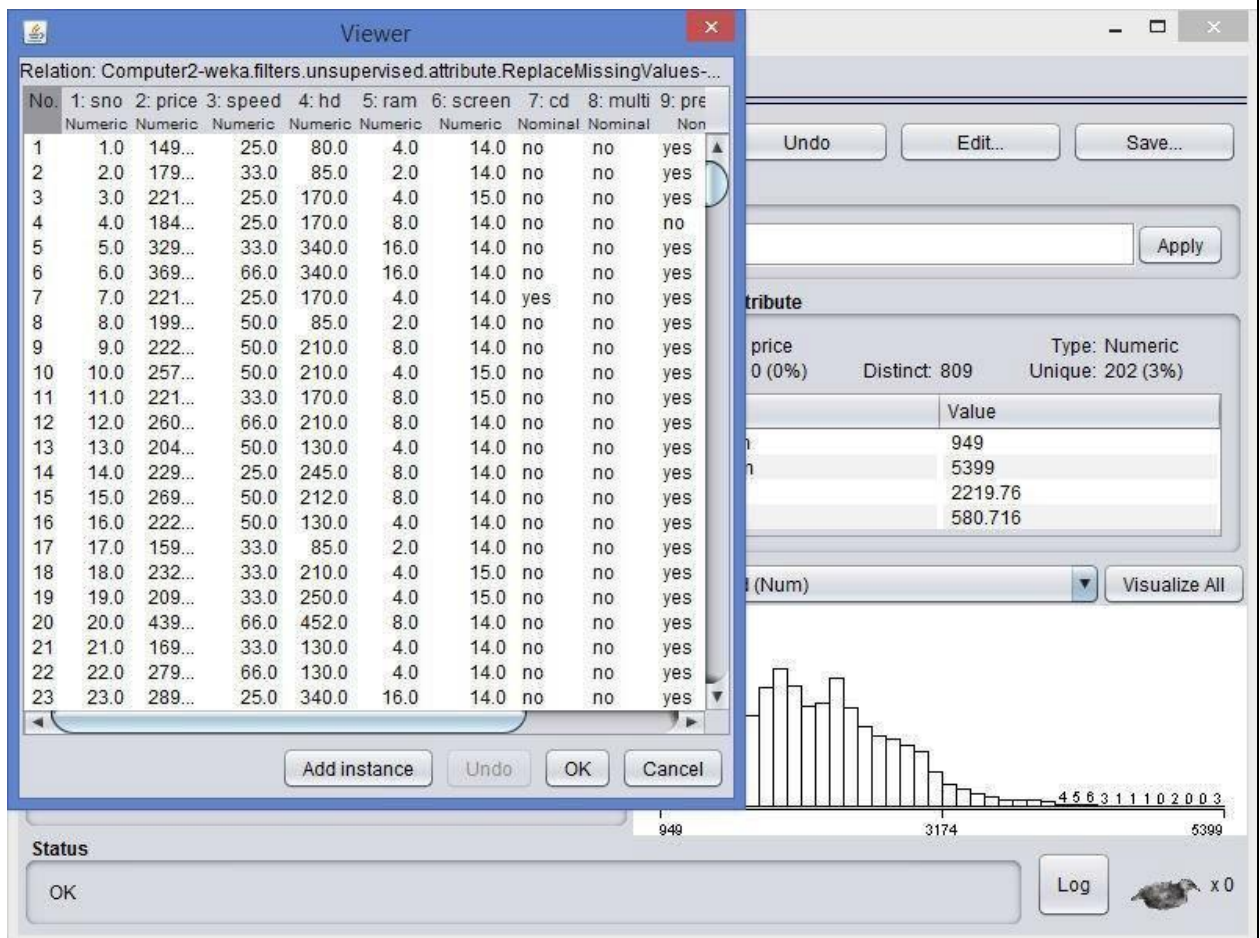 Viewer
Relation: Computer2-weka.filters.unsupervised.attribute.ReplaceMissingValues-...
No. 1: sno 2: price 3: speed 4: hd 5: ram 6: screen 7: cd 8: multi 9: pre
Numeric Numeric Numeric Numeric Numeric Numeric Nominal Nominal Non
1 1.0 149... 25.0 80.0 4.0 14.0 no no yes
2 2.0 179... 33.0 85.0 2.0 14.0 no no yes
3 3.0 221... 25.0 170.0 4.0 15.0 no no yes
4 4.0 184... 25.0 170.0 8.0 14.0 no no no
5 5.0 329... 33.0 340.0 16.0 14.0 no no yes
6 6.0 369... 66.0 340.0 16.0 14.0 no no yes
7 7.0 221... 25.0 170.0 4.0 14.0 yes no yes
8 8.0 199... 50.0 85.0 2.0 14.0 no no yes
9 9.0 222... 50.0 210.0 8.0 14.0 no no yes
10 10.0 257... 50.0 210.0 4.0 15.0 no no yes
11 11.0 221... 33.0 170.0 8.0 15.0 no no yes
12 12.0 260... 66.0 210.0 8.0 14.0 no no yes
13 13.0 204... 50.0 130.0 4.0 14.0 no no yes
14 14.0 229... 25.0 245.0 8.0 14.0 no no yes
15 15.0 269... 50.0 212.0 8.0 14.0 no no yes
16 16.0 222... 50.0 130.0 4.0 14.0 no no yes
17 17.0 159... 33.0 85.0 2.0 14.0 no no yes
18 18.0 232... 33.0 210.0 4.0 15.0 no no yes
19 19.0 209... 33.0 250.0 4.0 15.0 no no yes
20 20.0 439... 66.0 452.0 8.0 14.0 no no yes
21 21.0 169... 33.0 130.0 4.0 14.0 no no yes
22 22.0 279... 66.0 130.0 4.0 14.0 no no yes
23 23.0 289... 25.0 340.0 16.0 14.0 no no yes
Add instance Undo OK Cancel
Undo Edit... Save...
Apply
tribute
price Type: Numeric
0 (0%) Distinct: 809 Unique: 202 (3%)
Value
949
5399
2219.76
580.716
(Num) Visualize All
4 5 6 3 1 1 1 0 2 0 0 3
949 3174 5399
Status
OK
Log x 0